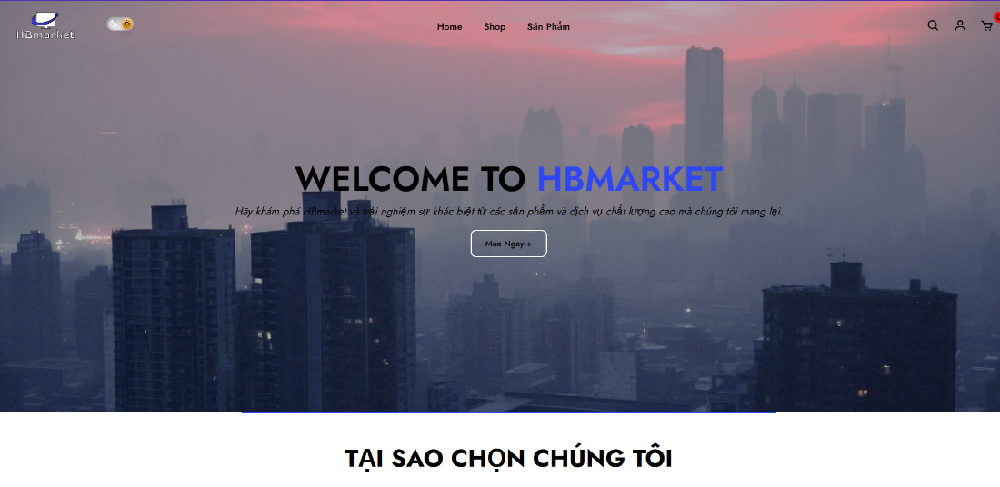 HBmarket
Home Shop Sản Phẩm
WELCOME TO HBMARKET
Hãy khám phá HBmarket và trải nghiệm sự khác biệt từ các sản phẩm và dịch vụ chất lượng cao mà chúng tôi mang lại.
Mua Ngay→
TẠI SAO CHỌN CHÚNG TÔI